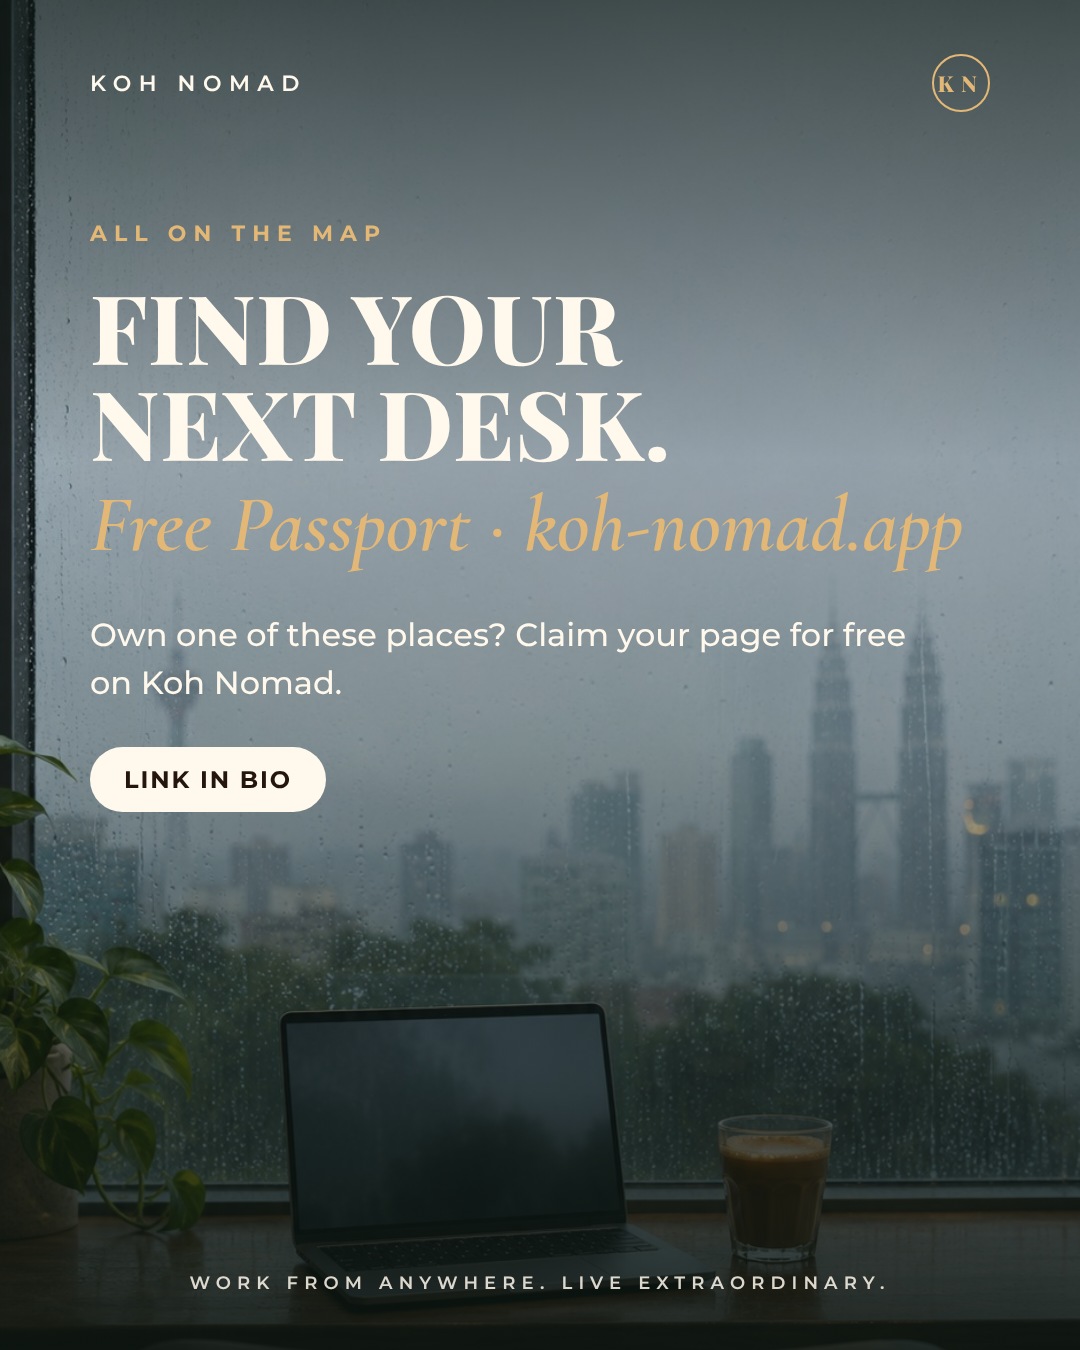 KOH NOMAD
KN
ALL ON THE MAP
FIND YOUR
NEXT DESK.
Free Passport · koh-nomad.app
Own one of these places? Claim your page for free
on Koh Nomad.
LINK IN BIO
WORK FROM ANYWHERE. LIVE EXTRAORDINARY.